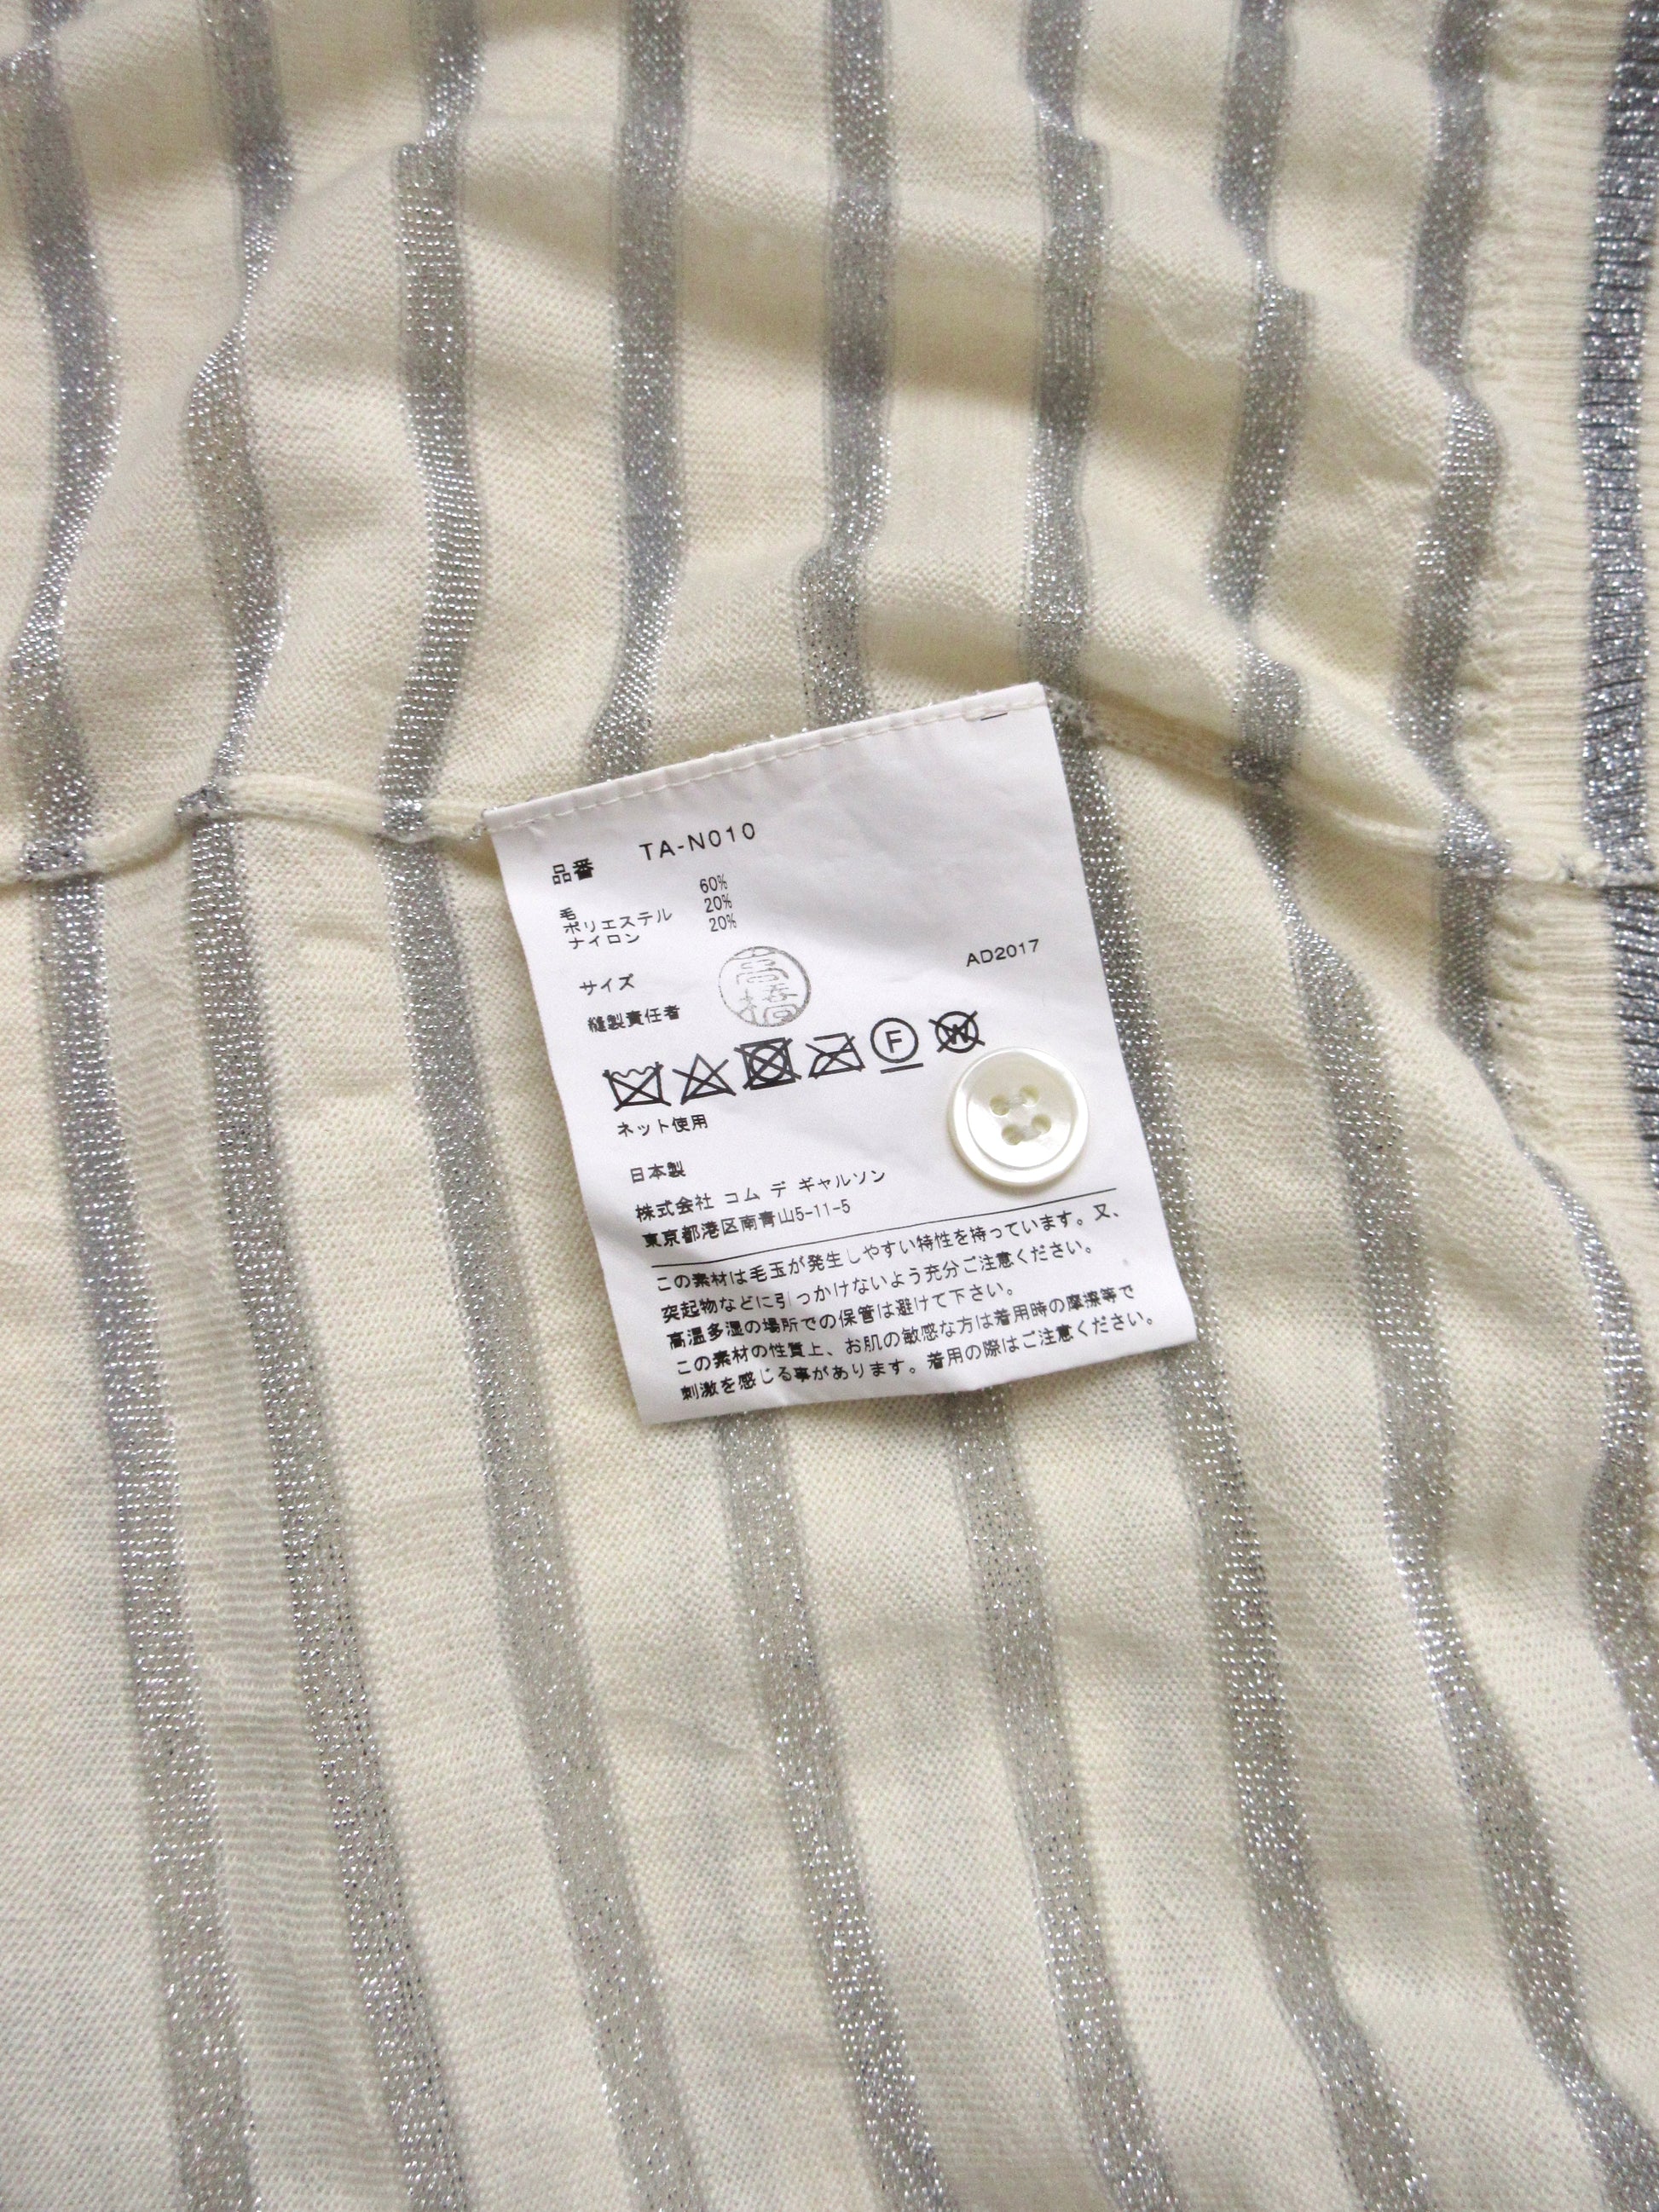 品番 TA-N010
毛 60%
ポリエステル 20%
ナイロン 20%
AD2017
サイズ
縫製責任者
F W
ネット使用
日本製
株式会社 コム デ ギャルソン
東京都港区南青山5-11-5
この素材は毛玉が発生しやすい特性を持っています。又、
突起物などに引っかけないよう充分ご注意ください。
高温多湿の場所での保管は避けて下さい。
この素材の性質上、お肌の敏感な方は着用時の摩擦等で
刺激を感じる事があります。着用の際はご注意ください。